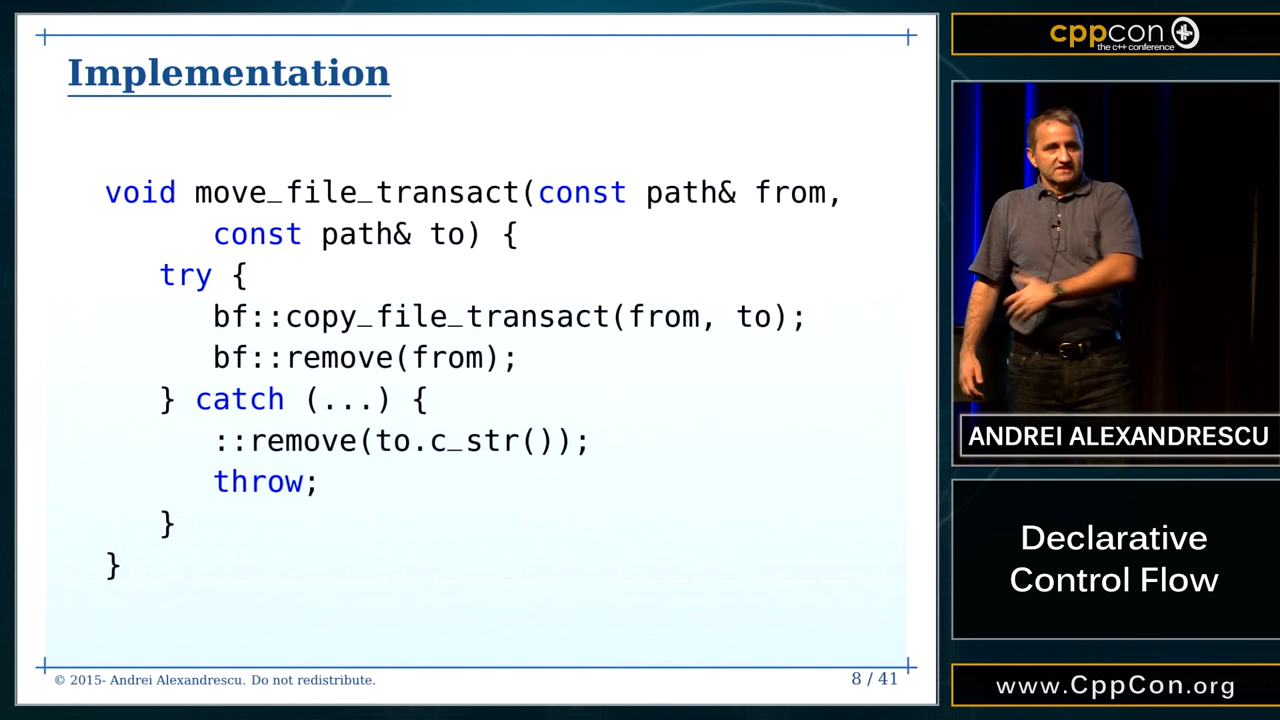 Implementation
void move_file_transact(const path& from,
const path& to) {
try {
bf::copy_file_transact(from, to);
bf::remove(from);
} catch (...) {
::remove(to.c_str());
throw;
}
}
© 2015- Andrei Alexandrescu. Do not redistribute.
8 / 41
cppcon
the c++ conference
ANDREI ALEXANDRESCU
Declarative
Control Flow
www.CppCon.org